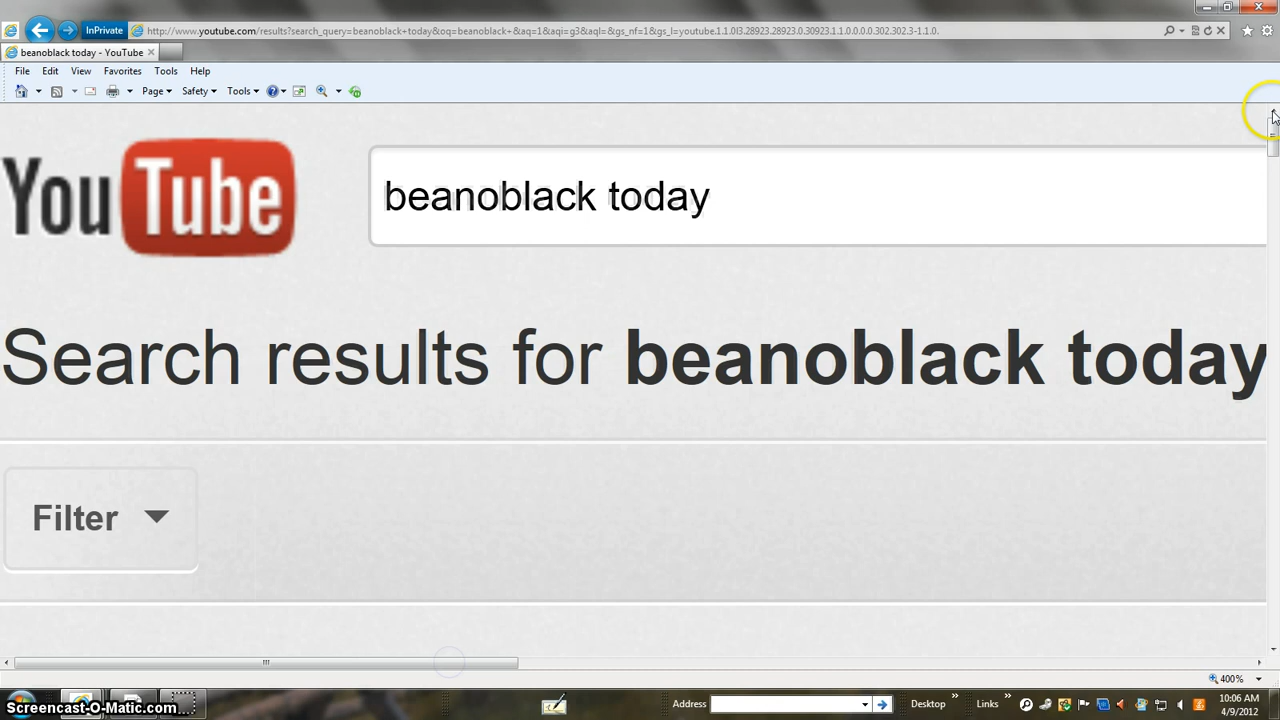 InPrivate
http://www.youtube.com/results?search_query=beanoblack+today&oq=beanoblack+&aq=1&aqi=g3&aql=&gs_nf=1&gs_l=youtube.1.1.0l3.28923.28923.0.30923.1.1.0.0.0.0.302.302.3-1.1.0.
beanoblack today - YouTube
File Edit View Favorites Tools Help
Page Safety Tools
YouTube
beanoblack today
Search results for beanoblack today
Filter
400%
Address Desktop Links
10:06 AM
4/9/2012
Screencast-O-Matic.com